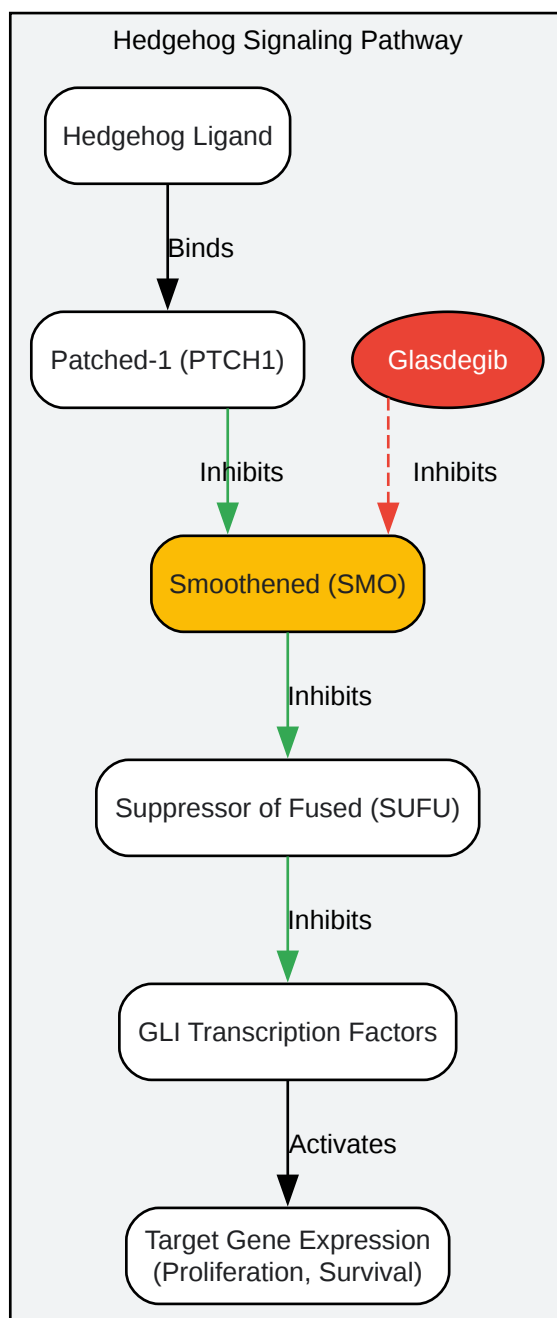 Hedgehog Signaling Pathway
Hedgehog Ligand
Binds
Patched-1 (PTCH1)
Glasdegib
Inhibits
Inhibits
Smoothened (SMO)
Inhibits
Suppressor of Fused (SUFU)
Inhibits
GLI Transcription Factors
Activates
Target Gene Expression
(Proliferation, Survival)